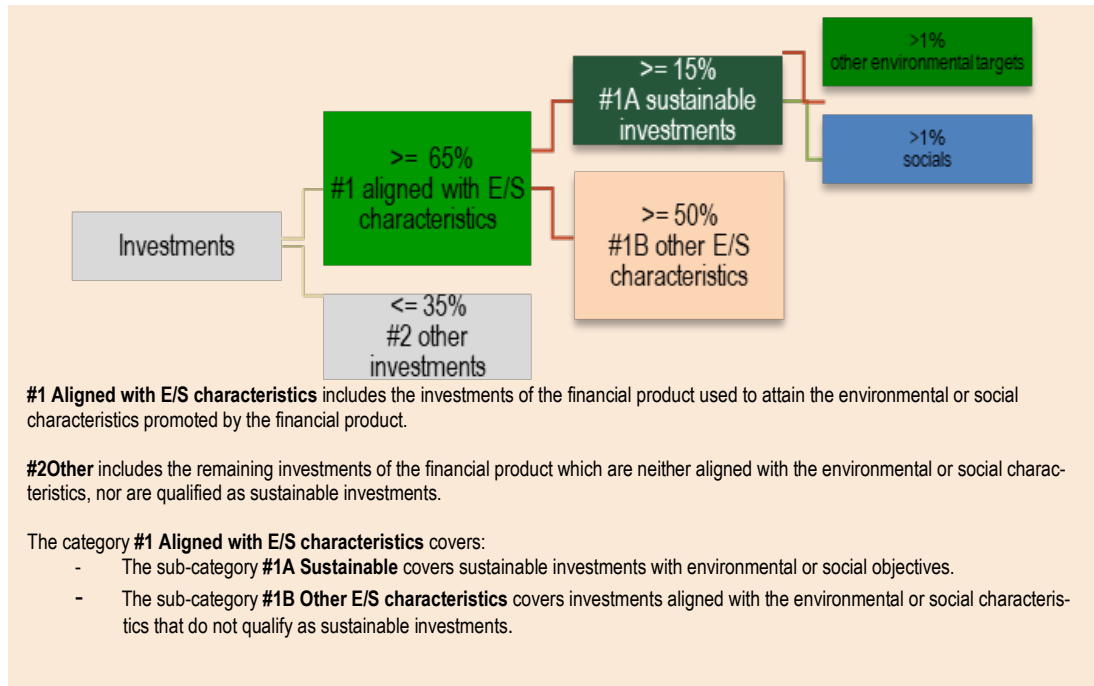 Investments
>= 65%
#1 aligned with E/S
characteristics
<= 35%
#2 other
investments
>= 15%
#1A sustainable
investments
>= 50%
#1B other E/S
characteristics
>1%
other environmental targets
>1%
socials
#1 Aligned with E/S characteristics includes the investments of the financial product used to attain the environmental or social
characteristics promoted by the financial product.
#2Other includes the remaining investments of the financial product which are neither aligned with the environmental or social charac-
teristics, nor are qualified as sustainable investments.
The category #1 Aligned with E/S characteristics covers:
- The sub-category #1A Sustainable covers sustainable investments with environmental or social objectives.
- The sub-category #1B Other E/S characteristics covers investments aligned with the environmental or social characteris-
tics that do not qualify as sustainable investments.